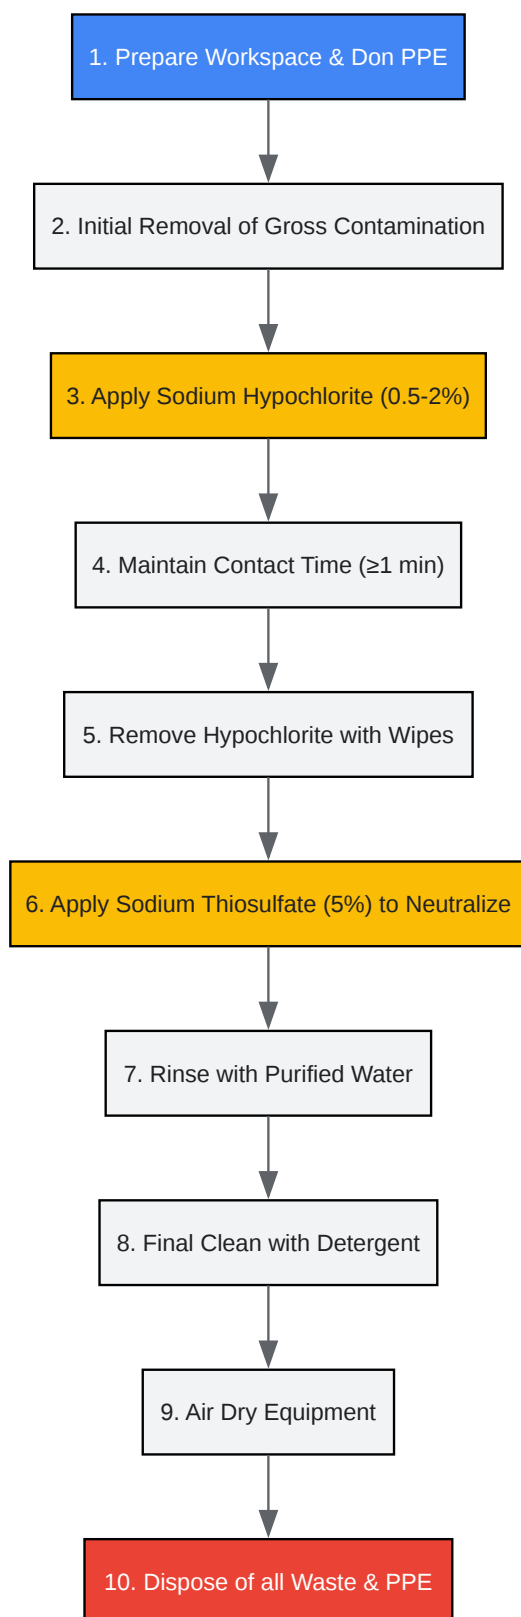 1. Prepare Workspace & Don PPE
2. Initial Removal of Gross Contamination
3. Apply Sodium Hypochlorite (0.5-2%)
4. Maintain Contact Time (≥1 min)
5. Remove Hypochlorite with Wipes
6. Apply Sodium Thiosulfate (5%) to Neutralize
7. Rinse with Purified Water
8. Final Clean with Detergent
9. Air Dry Equipment
10. Dispose of all Waste & PPE